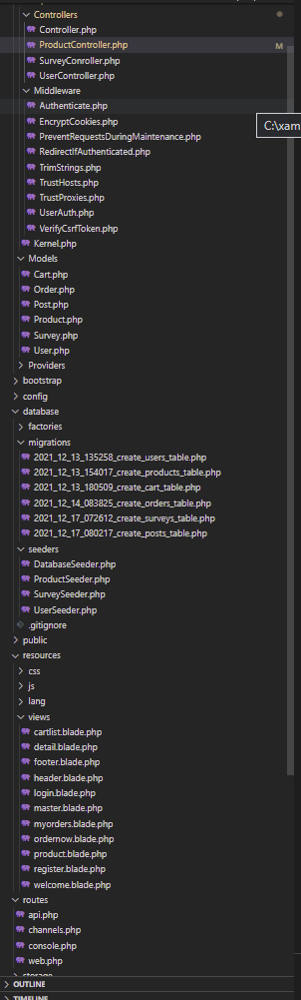 Controllers
Controller.php
ProductController.php
M
SurveyConroller.php
UserController.php
Middleware
Authenticate.php
EncryptCookies.php
C:\xam
PreventRequestsDuringMaintenance.php
RedirectIfAuthenticated.php
TrimStrings.php
TrustHosts.php
TrustProxies.php
UserAuth.php
VerifyCsrfToken.php
Kernel.php
Models
Cart.php
Order.php
Post.php
Product.php
Survey.php
User.php
Providers
bootstrap
config
database
factories
migrations
2021_12_13_135258_create_users_table.php
2021_12_13_154017_create_products_table.php
2021_12_13_180509_create_cart_table.php
2021_12_14_083825_create_orders_table.php
2021_12_17_072612_create_surveys_table.php
2021_12_17_080217_create_posts_table.php
seeders
DatabaseSeeder.php
ProductSeeder.php
SurveySeeder.php
UserSeeder.php
.gitignore
public
resources
css
js
lang
views
cartlist.blade.php
detail.blade.php
footer.blade.php
header.blade.php
login.blade.php
master.blade.php
myorders.blade.php
ordernow.blade.php
product.blade.php
register.blade.php
welcome.blade.php
routes
api.php
channels.php
console.php
web.php
storage
OUTLINE
TIMELINE